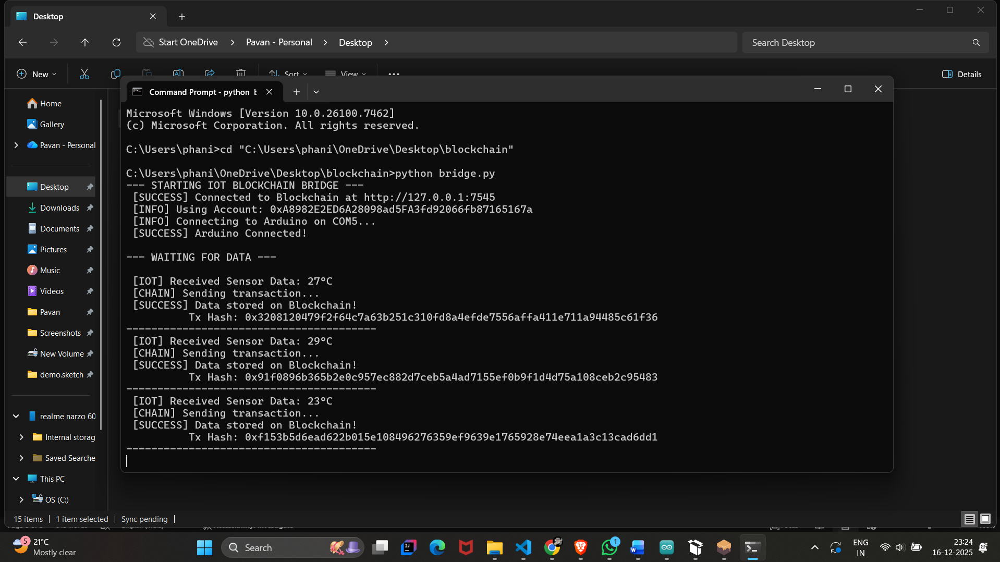 Desktop
Start OneDrive > Pavan - Personal > Desktop >
Search Desktop
New
Sort
View
Details
Home
Gallery
Pavan - Personal
Desktop
Downloads
Documents
Pictures
Music
Videos
Pavan
Screenshots
New Volume
demo.sketch
realme narzo 60
Internal storag
Saved Searche
This PC
OS (C:)
15 items
1 item selected
Sync pending
Command Prompt - python b
Microsoft Windows [Version 10.0.26100.7462]
(c) Microsoft Corporation. All rights reserved.
C:\Users\phani>cd "C:\Users\phani\OneDrive\Desktop\blockchain"
C:\Users\phani\OneDrive\Desktop\blockchain>python bridge.py
--- STARTING IOT BLOCKCHAIN BRIDGE ---
[SUCCESS] Connected to Blockchain at http://127.0.0.1:7545
[INFO] Using Account: 0xA8982E2ED6A28098ad5FA3fd92066fb87165167a
[INFO] Connecting to Arduino on COM5...
[SUCCESS] Arduino Connected!
--- WAITING FOR DATA ---
[IOT] Received Sensor Data: 27°C
[CHAIN] Sending transaction...
[SUCCESS] Data stored on Blockchain!
Tx Hash: 0x3208120479f2f64c7a63b251c310fd8a4efde7556affa411e711a94485c61f36
----------------------------------------
[IOT] Received Sensor Data: 29°C
[CHAIN] Sending transaction...
[SUCCESS] Data stored on Blockchain!
Tx Hash: 0x91f0896b365b2e0c957ec882d7ceb5a4ad7155ef0b9f1d4d75a108ceb2c95483
----------------------------------------
[IOT] Received Sensor Data: 23°C
[CHAIN] Sending transaction...
[SUCCESS] Data stored on Blockchain!
Tx Hash: 0xf153b5d6ead622b015e108496276359ef9639e1765928e74eea1a3c13cad6dd1
----------------------------------------
5
21°C
Mostly clear
Search
1
ENG
IN
23:24
16-12-2025